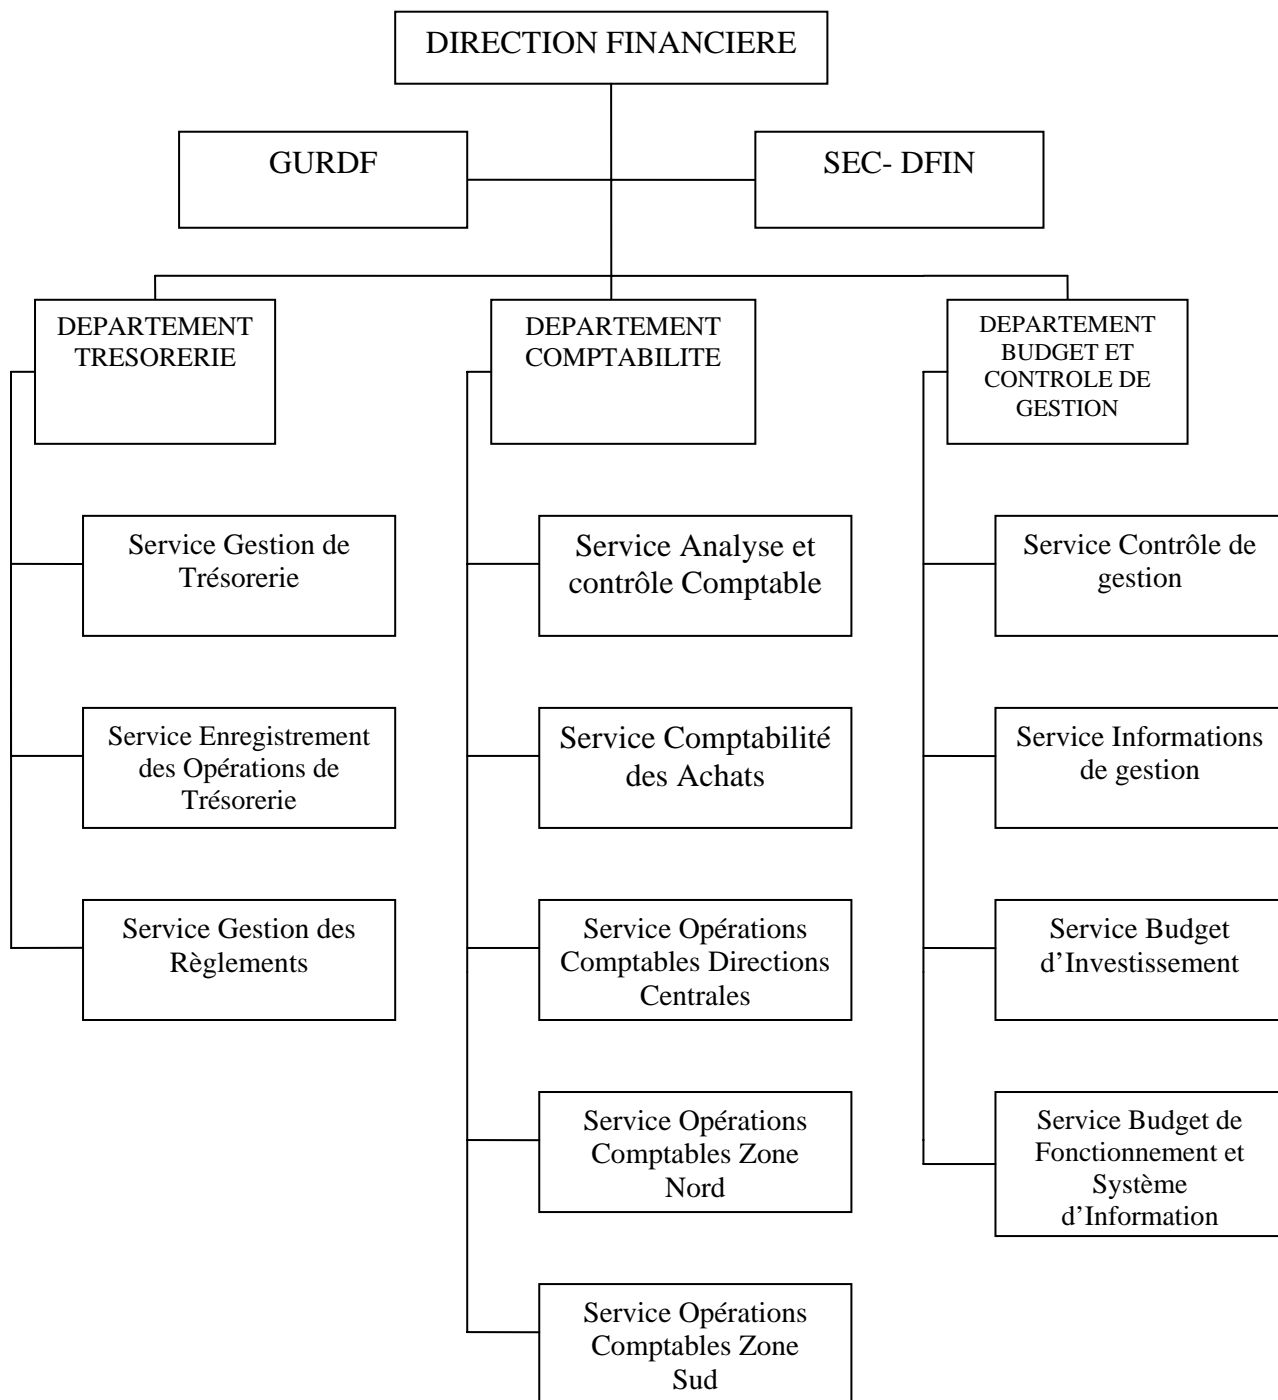 DIRECTION FINANCIERE
GURDF
SEC- DFIN
DEPARTEMENT
TRESORERIE
DEPARTEMENT
COMPTABILITE
DEPARTEMENT
BUDGET ET
CONTROLE DE
GESTION
Service Gestion de
Trésorerie
Service Analyse et
contrôle Comptable
Service Contrôle de
gestion
Service Enregistrement
des Opérations de
Trésorerie
Service Comptabilité
des Achats
Service Informations
de gestion
Service Gestion des
Règlements
Service Opérations
Comptables Directions
Centrales
Service Budget
d’Investissement
Service Opérations
Comptables Zone
Nord
Service Budget de
Fonctionnement et
Système
d’Information
Service Opérations
Comptables Zone
Sud